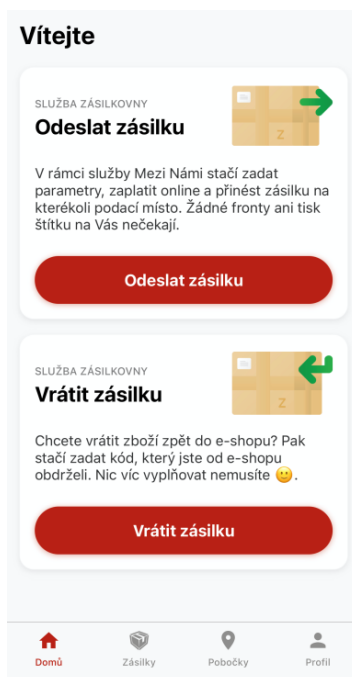 Vítejte
SLUŽBA ZÁSILKOVNY
Odeslat zásilku
Z
V rámci služby Mezi Námi stačí zadat
parametry, zaplatit online a přinést zásilku na
kterékoli podací místo. Žádné fronty ani tisk
štítku na Vás nečekají.
Odeslat zásilku
SLUŽBA ZÁSILKOVNY
Vrátit zásilku
Z
Chcete vrátit zboží zpět do e-shopu? Pak
stačí zadat kód, který jste od e-shopu
obdrželi. Nic víc vyplňovat nemusíte 🙂.
Vrátit zásilku
Domů Zásilky Pobočky Profil